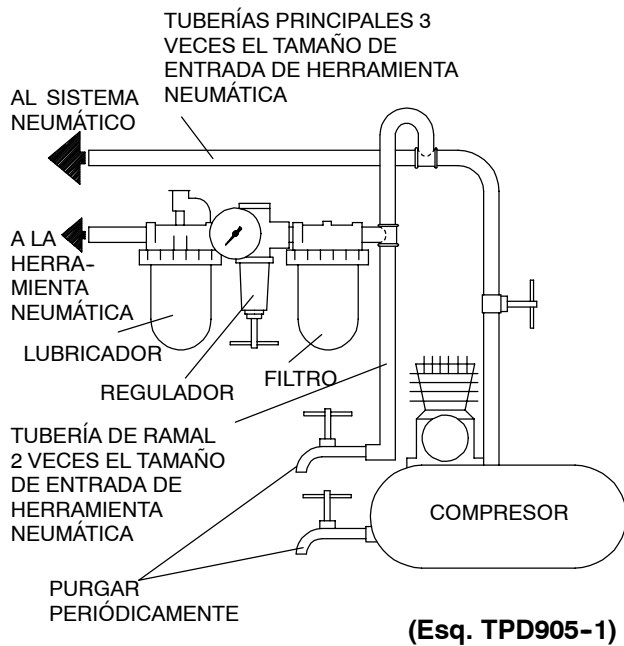 TUBERÍAS PRINCIPALES 3
VECES EL TAMAÑO DE
ENTRADA DE HERRAMIENTA
NEUMÁTICA
AL SISTEMA
NEUMÁTICO
A LA
HERRA-
MIENTA
NEUMÁTICA
LUBRICADOR
REGULADOR
FILTRO
TUBERÍA DE RAMAL
2 VECES EL TAMAÑO
DE ENTRADA DE
HERRAMIENTA
NEUMÁTICA
COMPRESOR
PURGAR
PERIÓDICAMENTE
(Esq. TPD905-1)